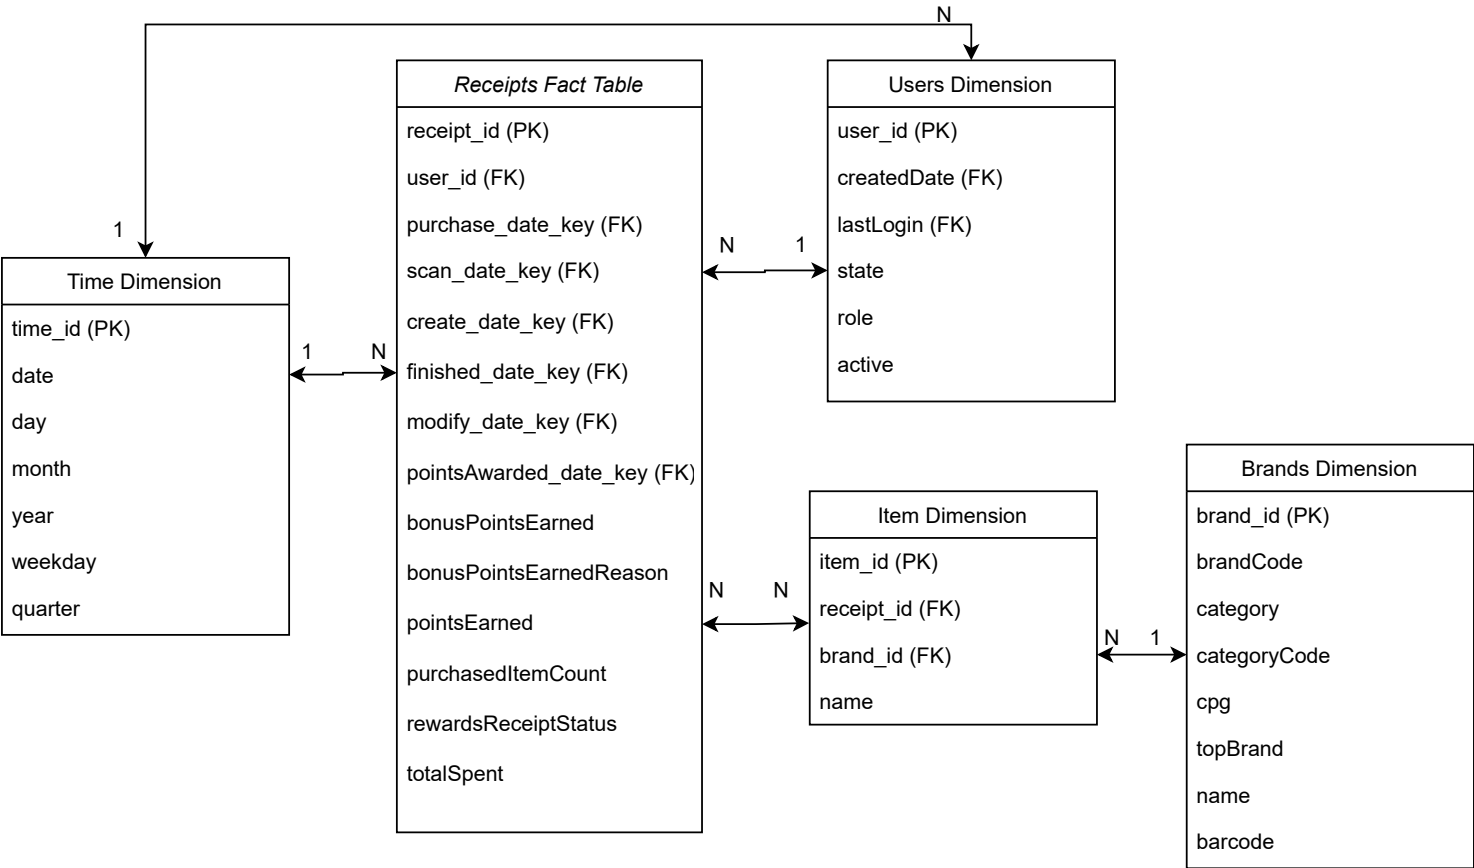 N
Receipts Fact Table
receipt_id (PK)
user_id (FK)
purchase_date_key (FK)
scan_date_key (FK)
create_date_key (FK)
finished_date_key (FK)
modify_date_key (FK)
pointsAwarded_date_key (FK)
bonusPointsEarned
bonusPointsEarnedReason
pointsEarned
purchasedItemCount
rewardsReceiptStatus
totalSpent
Users Dimension
user_id (PK)
createdDate (FK)
lastLogin (FK)
state
role
active
N
1
1
Time Dimension
time_id (PK)
date
day
month
year
weekday
quarter
1
N
N
N
Item Dimension
item_id (PK)
receipt_id (FK)
brand_id (FK)
name
N
1
Brands Dimension
brand_id (PK)
brandCode
category
categoryCode
cpg
topBrand
name
barcode